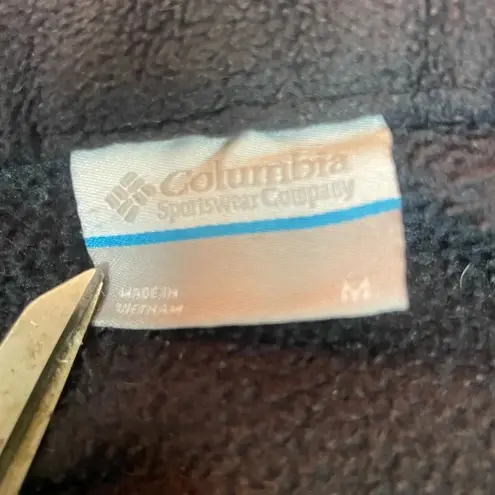 Columbia
Sportswear Company
MADE IN
VIETNAM
M